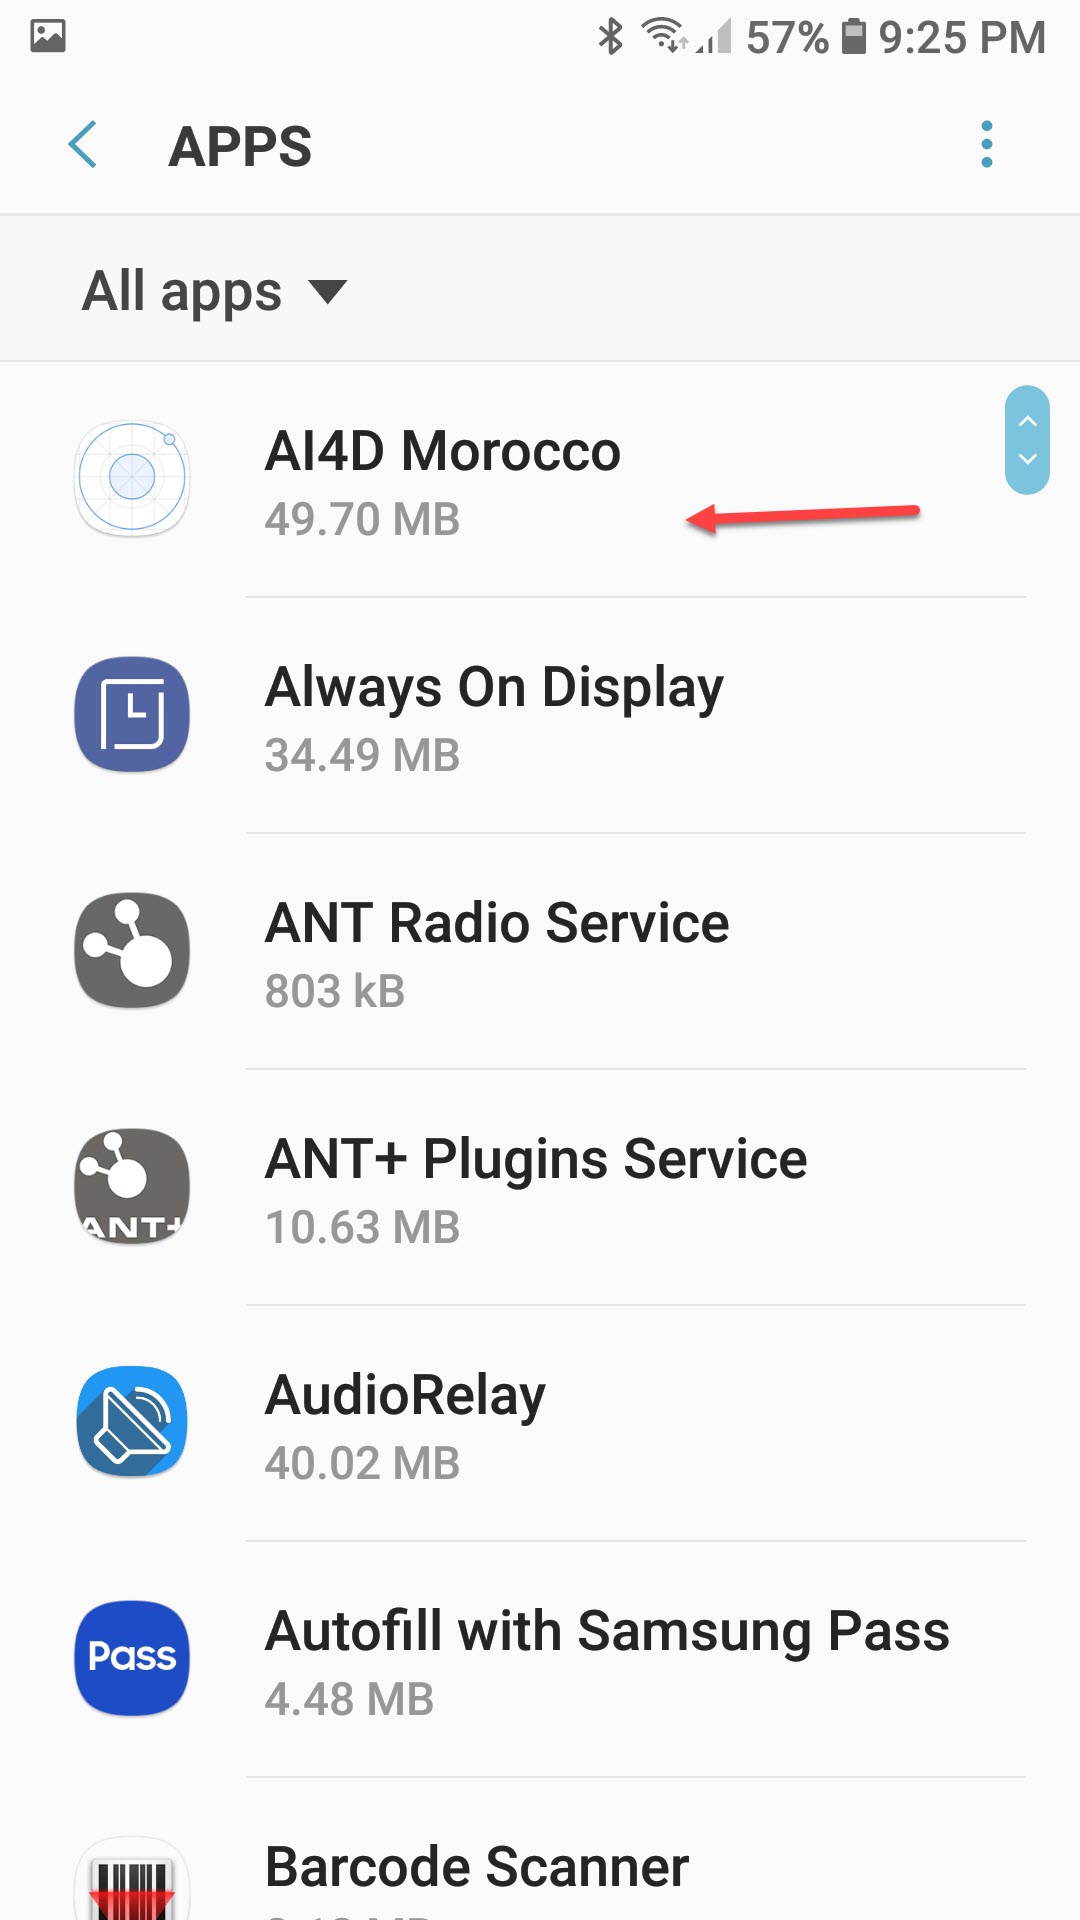 57% 9:25 PM
APPS
All apps
AI4D Morocco
49.70 MB
Always On Display
34.49 MB
ANT Radio Service
803 kB
ANT+ Plugins Service
10.63 MB
ANT+
AudioRelay
40.02 MB
Autofill with Samsung Pass
Pass
4.48 MB
Barcode Scanner